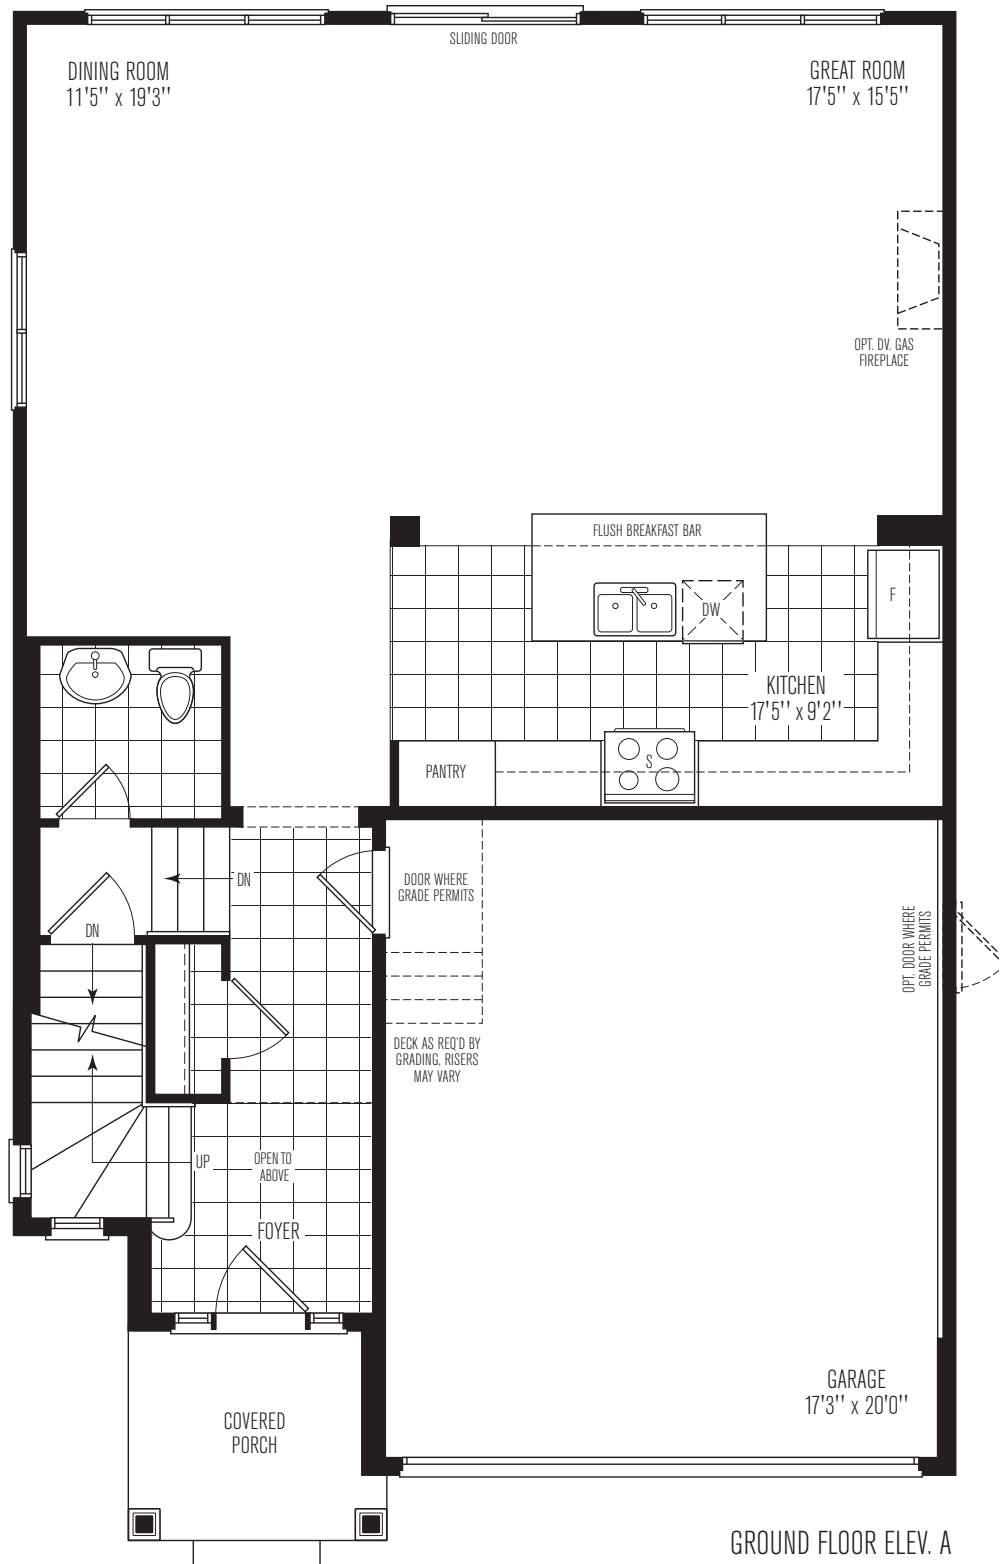 SLIDING DOOR
DINING ROOM
11'5'' x 19'3''
GREAT ROOM
17'5'' x 15'5''
OPT. DV. GAS
FIREPLACE
FLUSH BREAKFAST BAR
F
DW
KITCHEN
17'5'' x 9'2''
PANTRY
S
DN
DOOR WHERE
GRADE PERMITS
OPT. DOOR WHERE
GRADE PERMITS
DN
DECK AS REQ'D BY
GRADING, RISERS
MAY VARY
UP
OPEN TO
ABOVE
FOYER
GARAGE
17'3'' x 20'0''
COVERED
PORCH
GROUND FLOOR ELEV. A